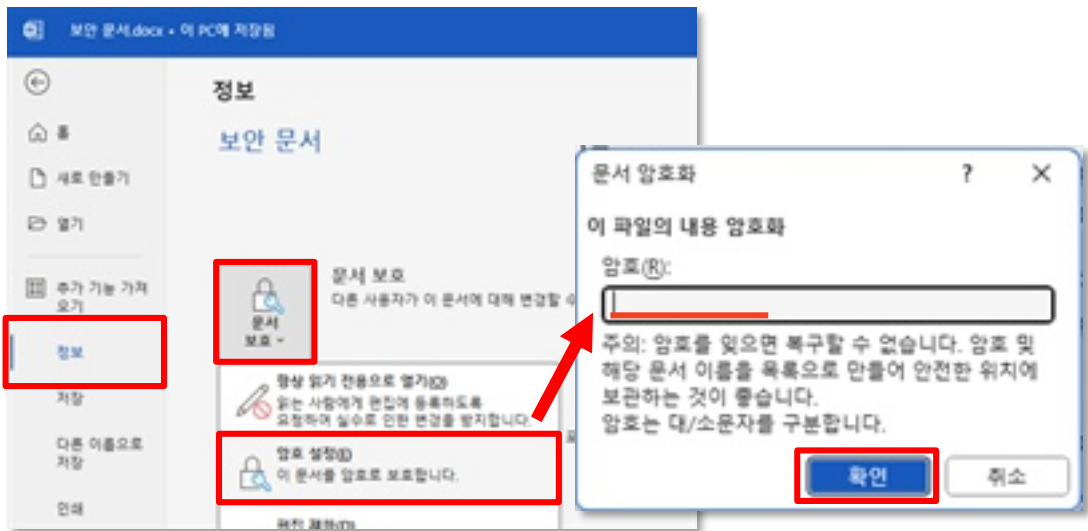 보안 문서.docx • 이 PC에 저장됨
정보
보안 문서
홈
새로 만들기
열기
추가 기능 가져
오기
정보
저장
다른 이름으로
저장
인쇄
문서
보호
문서 보호
다른 사용자가 이 문서에 대해 변경할 수
항상 읽기 전용으로 열기(O)
읽는 사람에게 편집에 등록하도록
요청하여 실수로 인한 변경을 방지합니다.
암호 설정(E)
이 문서를 암호로 보호합니다.
문서 암호화 ?
이 파일의 내용 암호화
암호(R):
주의: 암호를 잊으면 복구할 수 없습니다. 암호 및
해당 문서 이름을 목록으로 만들어 안전한 위치에
보관하는 것이 좋습니다.
암호는 대/소문자를 구분합니다.
확인
취소